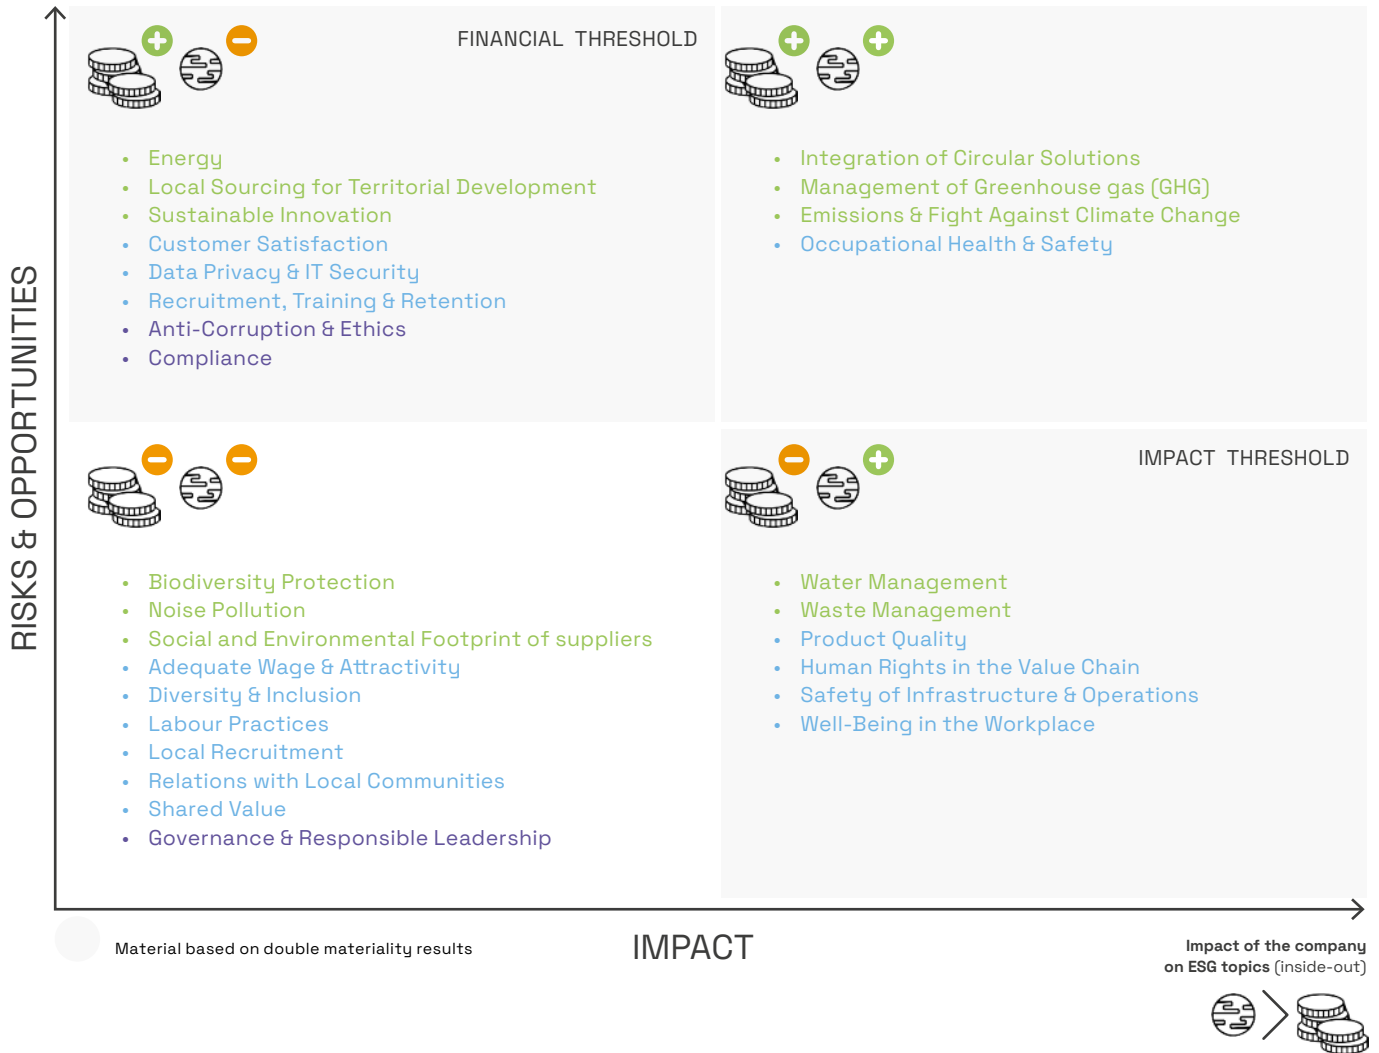 FINANCIAL THRESHOLD
• Energy
• Local Sourcing for Territorial Development
• Sustainable Innovation
• Customer Satisfaction
• Data Privacy & IT Security
• Recruitment, Training & Retention
• Anti-Corruption & Ethics
• Compliance
• Integration of Circular Solutions
• Management of Greenhouse gas (GHG)
• Emissions & Fight Against Climate Change
• Occupational Health & Safety
RISKS & OPPORTUNITIES
• Biodiversity Protection
• Noise Pollution
• Social and Environmental Footprint of suppliers
• Adequate Wage & Attractivity
• Diversity & Inclusion
• Labour Practices
• Local Recruitment
• Relations with Local Communities
• Shared Value
• Governance & Responsible Leadership
IMPACT THRESHOLD
• Water Management
• Waste Management
• Product Quality
• Human Rights in the Value Chain
• Safety of Infrastructure & Operations
• Well-Being in the Workplace
Material based on double materiality results
IMPACT
Impact of the company
on ESG topics (inside-out)